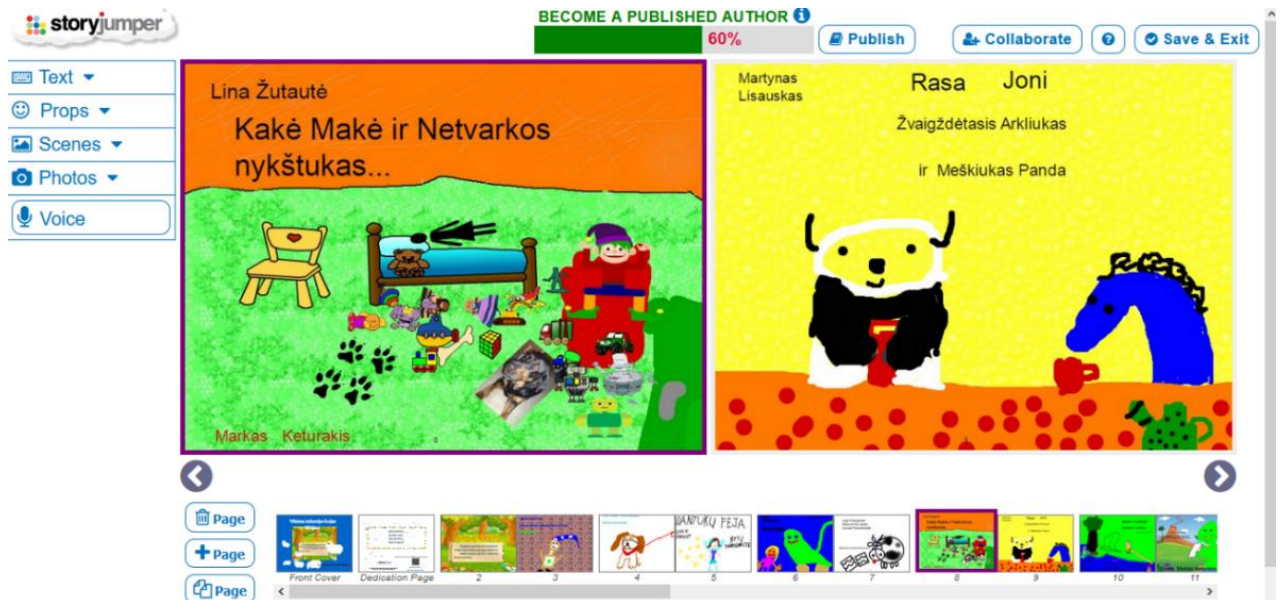 storyjumper
BECOME A PUBLISHED AUTHOR
60%
Publish
Collaborate
Save & Exit
Text
Props
Scenes
Photos
Voice
Lina Žutautė
Kakė Makė ir Netvarkos
nykštukas...
Markas Keturakis
Martynas
Lisauskas
Rasa Joni
Žvaigždėtasis Arkliukas
ir Meškiukas Panda
Page
+ Page
Page
DANTUKŲ FĖJA
Front Cover
Dedication Page
2
3
4
5
6
7
8
9
10
11